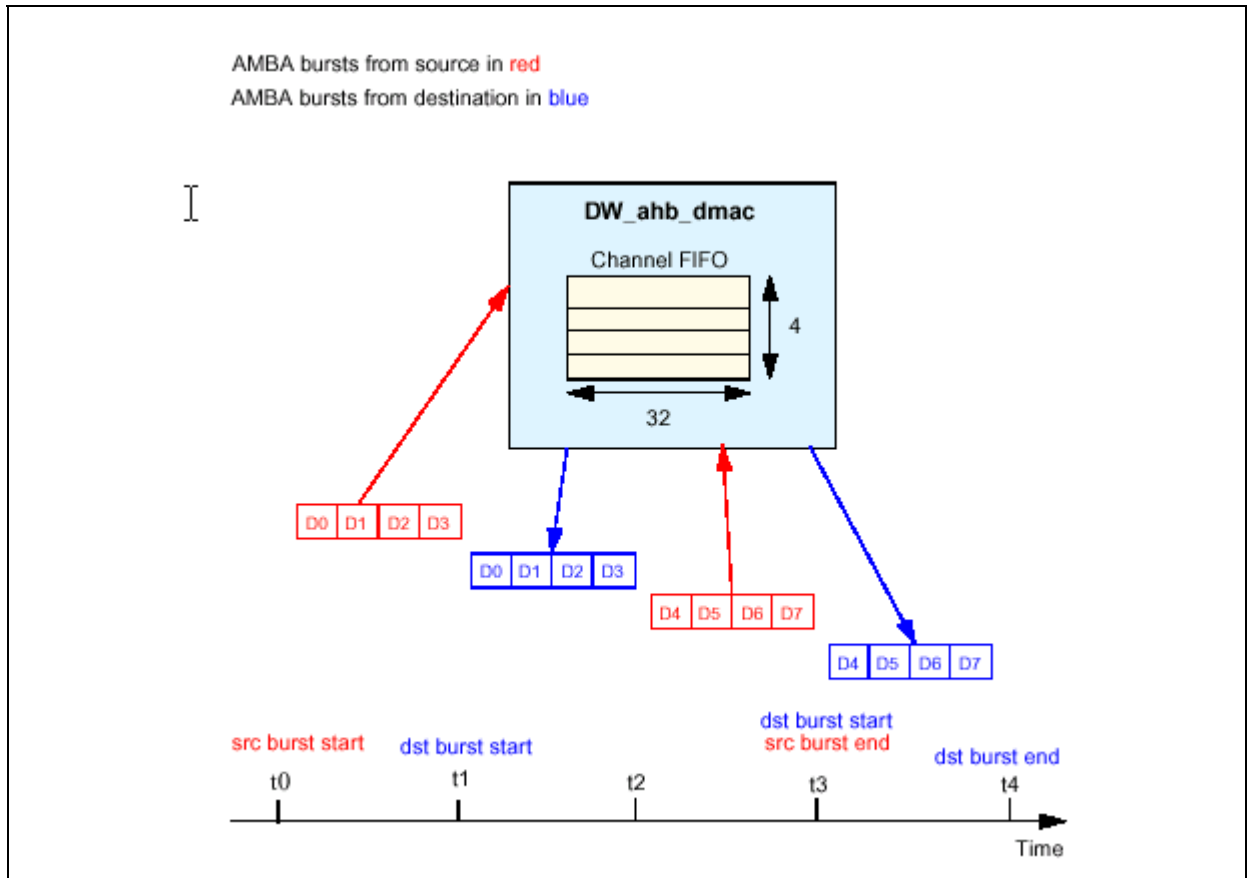 AMBA bursts from source in red
AMBA bursts from destination in blue
DW_ahb_dmac
Channel FIFO
4
32
D0 D1 D2 D3
D0 D1 D2 D3
D4 D5 D6 D7
D4 D5 D6 D7
src burst start
dst burst start
dst burst start
src burst end
dst burst end
t0 t1 t2 t3 t4
Time